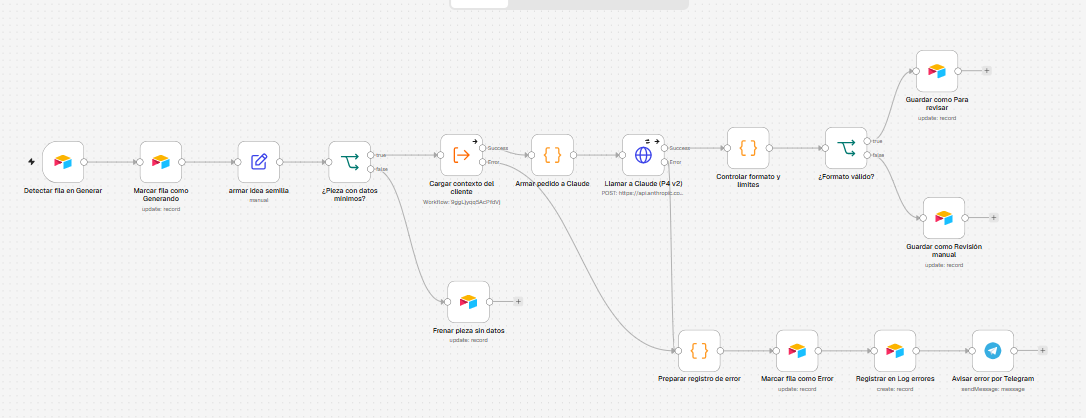 Detectar fila en Generar
Marcar fila como
Generando
update: record
armar idea semilla
manual
¿Pieza con datos
mínimos?
true
false
Cargar contexto del
cliente
Success
Error
Armar pedido a Claude
Llamar a Claude (P4 v2)
POST: https://api.anthropic.co...
Success
Error
Controlar formato y
límites
¿Formato válido?
true
false
Guardar como Para
revisar
update: record
Guardar como Revisión
manual
update: record
Frenar pieza sin datos
update: record
Preparar registro de error
Marcar fila como Error
update: record
Registrar en Log errores
create: record
Avisar error por Telegram
sendMessage: message